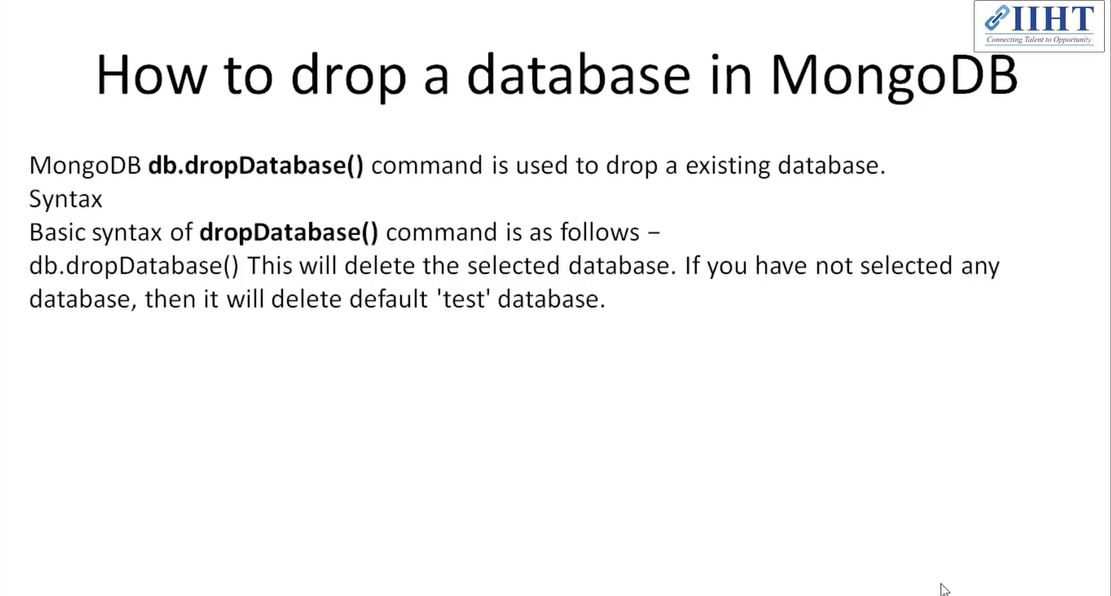 IIHT
Connecting Talent to Opportunity
How to drop a database in MongoDB
MongoDB db.dropDatabase() command is used to drop a existing database.
Syntax
Basic syntax of dropDatabase() command is as follows −
db.dropDatabase() This will delete the selected database. If you have not selected any
database, then it will delete default 'test' database.